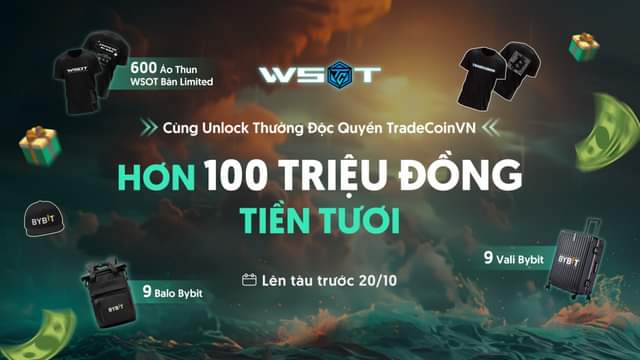 600 Áo Thun
WSOT Bản Limited
WSOT
Cùng Unlock Thưởng Độc Quyền TradeCoinVN
HƠN 100 TRIỆU ĐỒNG
TIỀN TƯƠI
Lên tàu trước 20/10
BYBIT
BYBIT
9 Balo Bybit
9 Vali Bybit
BYBIT